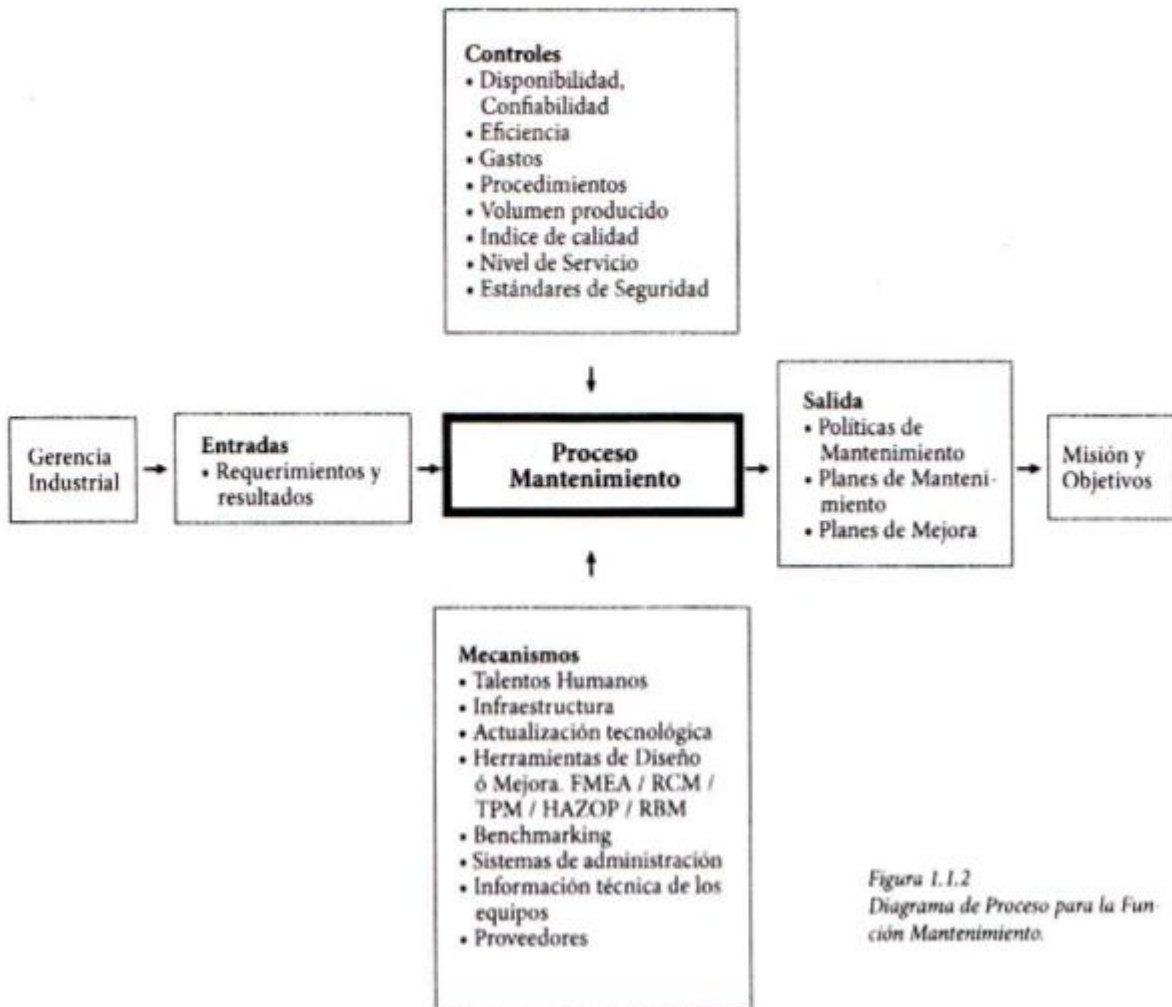 Controles
• Disponibilidad,
Confiabilidad
• Eficiencia
• Gastos
• Procedimientos
• Volumen producido
• Indice de calidad
• Nivel de Servicio
• Estándares de Seguridad
Gerencia
Industrial
Entradas
• Requerimientos y
resultados
Proceso
Mantenimiento
Salida
• Políticas de
Mantenimiento
• Planes de Manteni-
miento
• Planes de Mejora
Misión y
Objetivos
Mecanismos
• Talentos Humanos
• Infraestructura
• Actualización tecnológica
• Herramientas de Diseño
ó Mejora. FMEA / RCM /
TPM / HAZOP / RBM
• Benchmarking
• Sistemas de administración
• Información técnica de los
equipos
• Proveedores
Figura 1.1.2
Diagrama de Proceso para la Fun-
ción Mantenimiento.